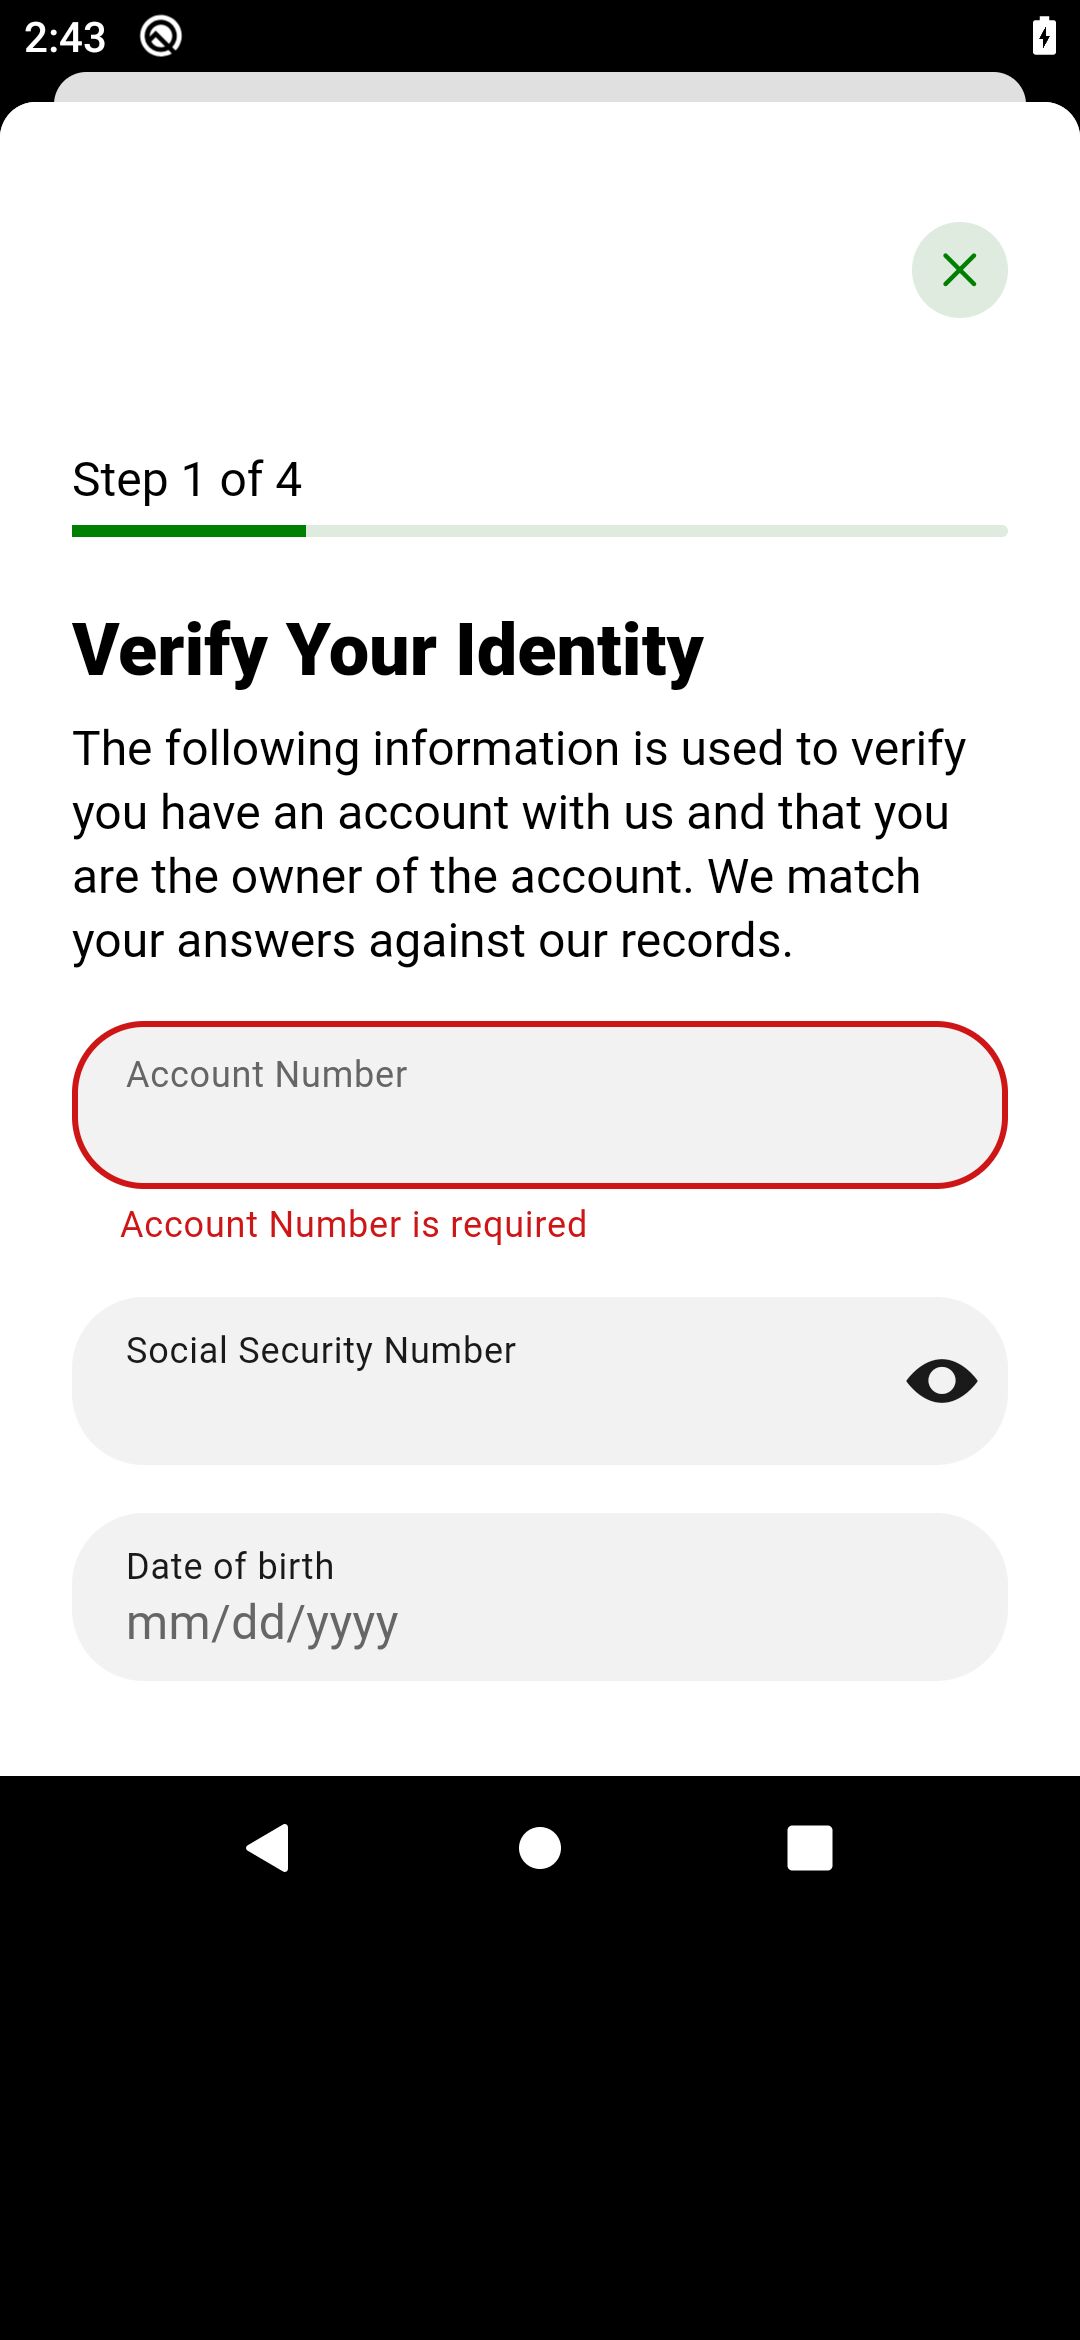 2:43
Step 1 of 4
Verify Your Identity
The following information is used to verify
you have an account with us and that you
are the owner of the account. We match
your answers against our records.
Account Number
Account Number is required
Social Security Number
Date of birth
mm/dd/yyyy